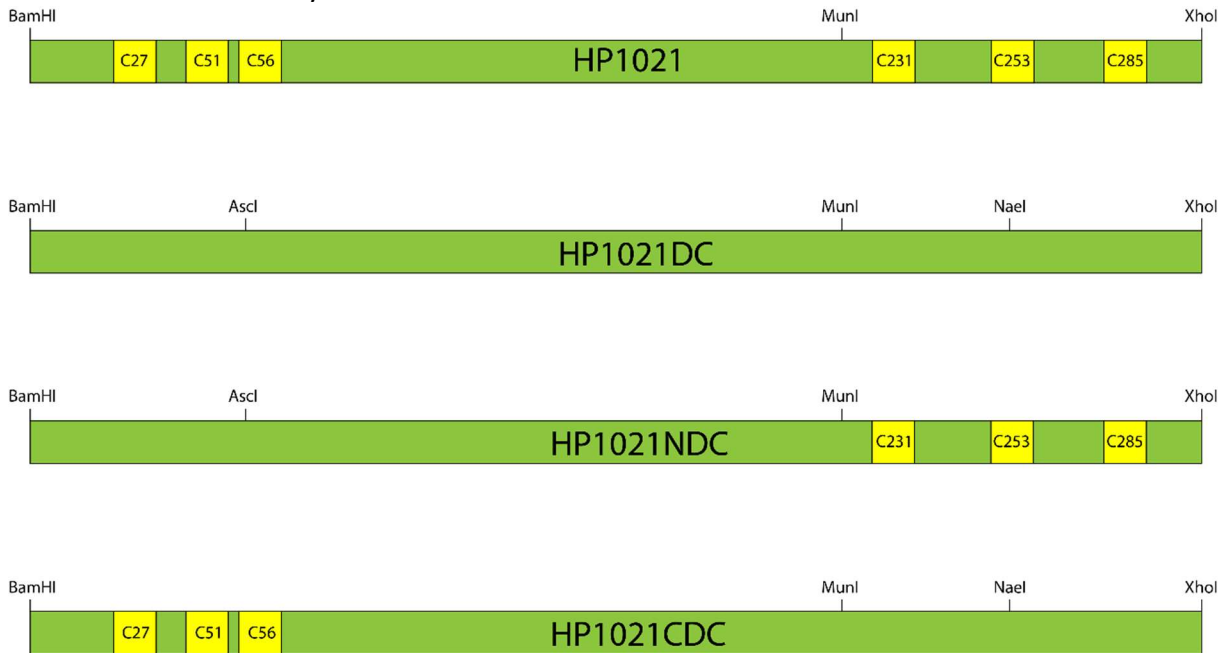 BamHI MunI XhoI
C27 C51 C56 HP1021 C231 C253 C285
BamHI AscI MunI NaeI XhoI
HP1021DC
BamHI AscI MunI XhoI
HP1021NDC C231 C253 C285
BamHI MunI NaeI XhoI
C27 C51 C56 HP1021CDC